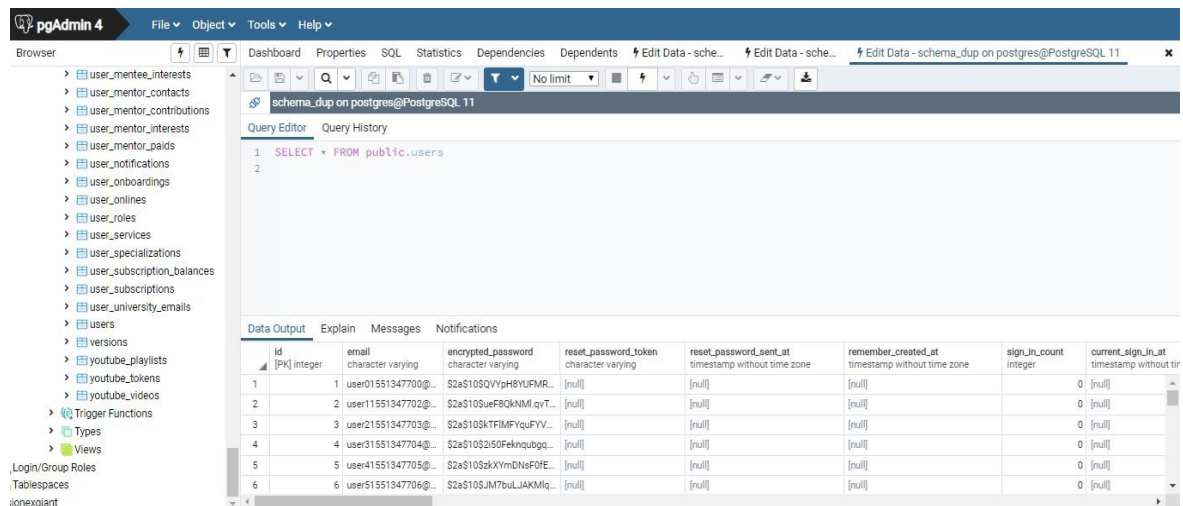 pgAdmin 4 File Object Tools Help
Browser Dashboard Properties SQL Statistics Dependencies Dependents Edit Data - sche... Edit Data - sche... Edit Data - schema_dup on postgres@PostgreSQL 11
No limit
schema_dup on postgres@PostgreSQL 11
Query Editor Query History
1 SELECT * FROM public.users
2
user_mentee_interests
user_mentor_contacts
user_mentor_contributions
user_mentor_interests
user_mentor_paids
user_notifications
user_onboardings
user_onlines
user_roles
user_services
user_specializations
user_subscription_balances
user_subscriptions
user_university_emails
users
versions
youtube_playlists
youtube_tokens
youtube_videos
Trigger Functions
Types
Views
Login/Group Roles
Tablespaces
ionexgiant
Data Output Explain Messages Notifications
id email encrypted_password reset_password_token reset_password_sent_at remember_created_at sign_in_count current_sign_in_at
[PK] integer character varying character varying character varying timestamp without time zone timestamp without time zone integer timestamp without tir
1 1 user01551347700@... $2a$10$QVYpH8YUFMR... [null] [null] [null] 0 [null]
2 2 user11551347702@... $2a$10$ueF8QkNMl.qvT... [null] [null] [null] 0 [null]
3 3 user21551347703@... $2a$10$kTFlMFYquFYV... [null] [null] [null] 0 [null]
4 4 user31551347704@... $2a$10$2i50Feknqubgq... [null] [null] [null] 0 [null]
5 5 user41551347705@... $2a$10$zkXYmDNsF0fE... [null] [null] [null] 0 [null]
6 6 user51551347706@... $2a$10$JM7buLJAKMlq... [null] [null] [null] 0 [null]